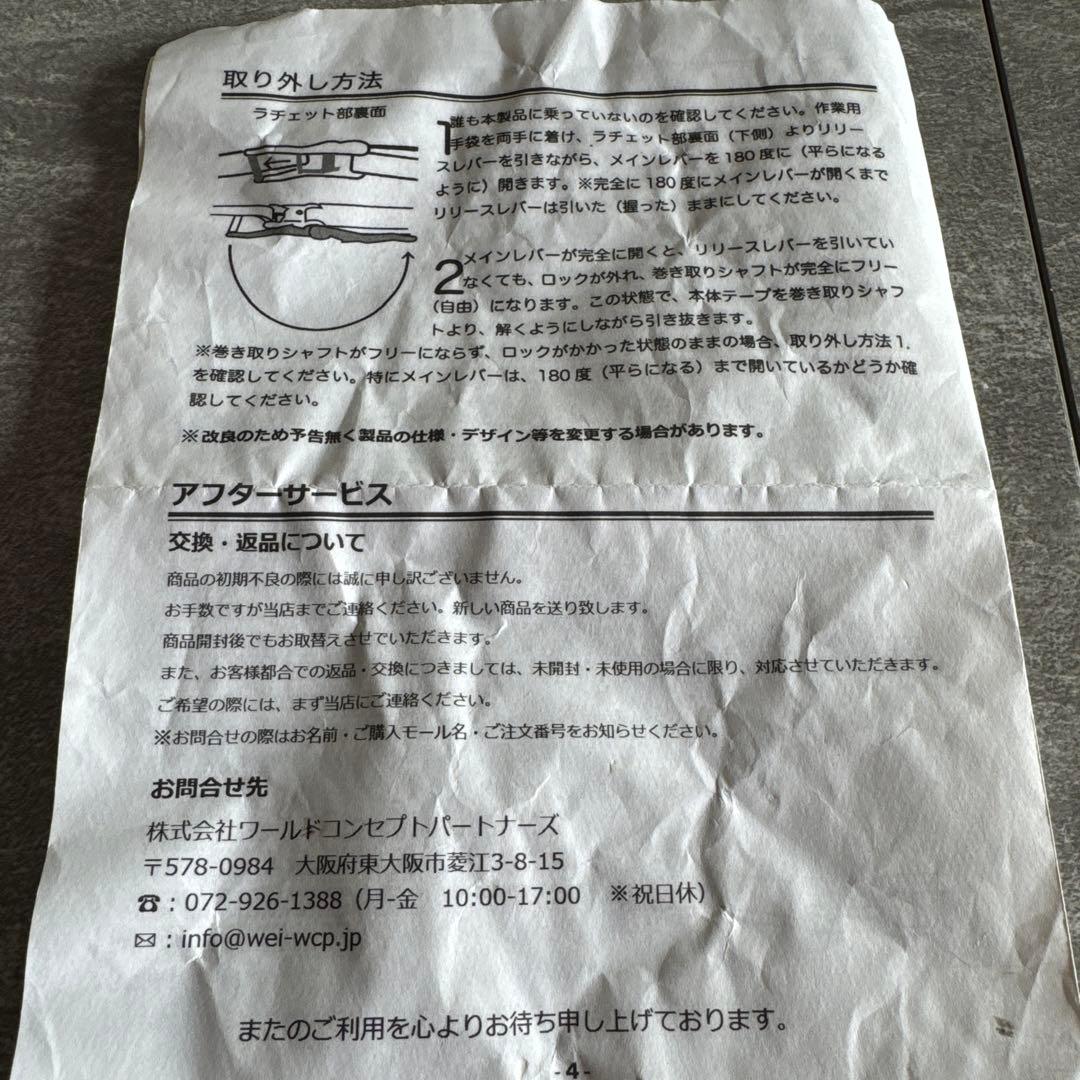 取り外し方法
ラチェット部裏面
1 誰も本製品に乗っていないのを確認してください。作業用
手袋を両手に着け、ラチェット部裏面（下側）よりリリー
スレバーを引きながら、メインレバーを180度に（平らになる
ように）開きます。※完全に180度にメインレバーが開くまで
リリースレバーは引いた（握った）ままにしてください。
2 メインレバーが完全に開くと、リリースレバーを引いてい
なくても、ロックが外れ、巻き取りシャフトが完全にフリー
（自由）になります。この状態で、本体テープを巻き取りシャフ
トより、解くようにしながら引き抜きます。
※巻き取りシャフトがフリーにならず、ロックがかかった状態のままの場合、取り外し方法1.
を確認してください。特にメインレバーは、180度（平らになる）まで開いているかどうか確
認してください。
※改良のため予告無く製品の仕様・デザイン等を変更する場合があります。
アフターサービス
交換・返品について
商品の初期不良の際には誠に申し訳ございません。
お手数ですが当店までご連絡ください。新しい商品を送り致します。
商品開封後でもお取替えさせていただきます。
また、お客様都合での返品・交換につきましては、未開封・未使用の場合に限り、対応させていただきます。
ご希望の際には、まず当店にご連絡ください。
※お問合せの際はお名前・ご購入モール名・ご注文番号をお知らせください。
お問合せ先
株式会社ワールドコンセプトパートナーズ
〒578-0984 大阪府東大阪市菱江3-8-15
☎：072-926-1388（月-金 10:00-17:00 ※祝日休）
✉：info@wei-wcp.jp
またのご利用を心よりお待ち申し上げております。
- 4 -